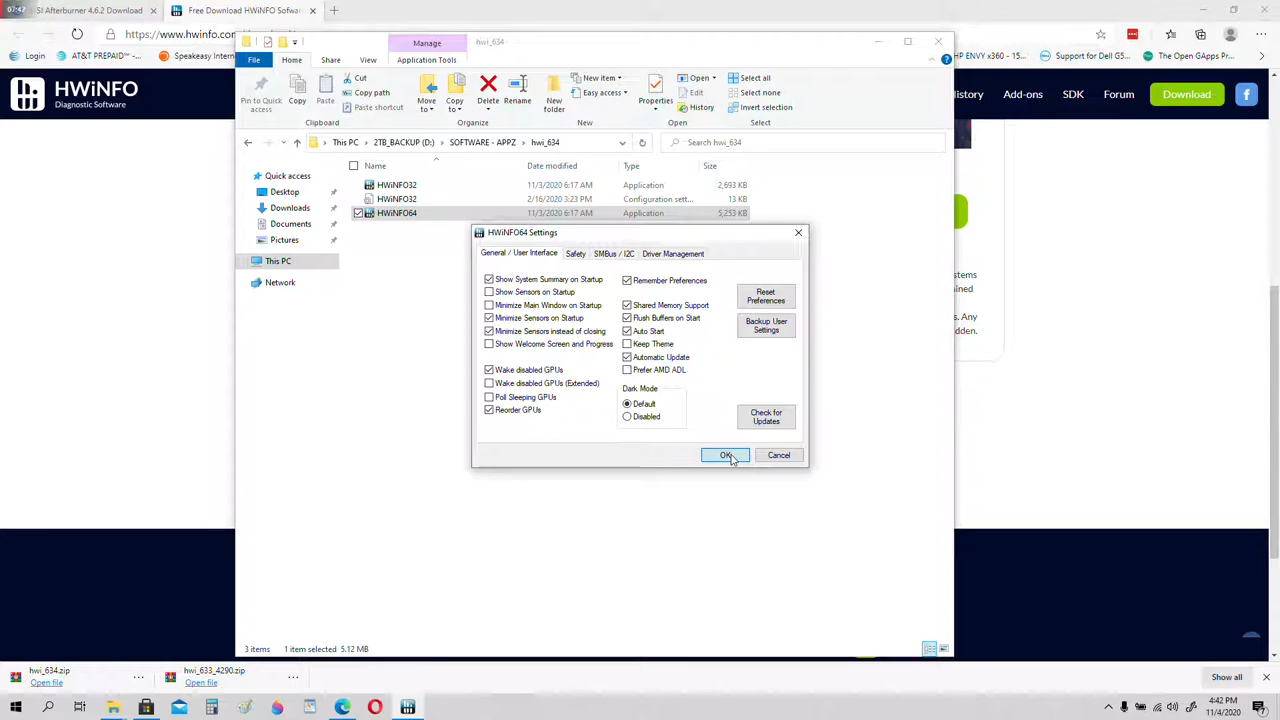 07:42
SI Afterburner 4.6.2 Download
Free Download HWiNFO Sofware
https://www.hwinfo.co
Login
AT&T PREPAID™
Speakeasy Intern
HP ENVY x360 - 15...
Support for Dell G5...
The Open GApps Pr...
HWiNFO
Diagnostic Software
listory
Add-ons
SDK
Forum
Download
hwi_634
Manage
File
Home
Share
View
Application Tools
Pin to Quick access
Copy
Paste
Cut
Copy path
Paste shortcut
Clipboard
Move to
Copy to
Delete
Rename
Organize
New folder
New item
Easy access
New
Properties
Open
Edit
History
Open
Select all
Select none
Invert selection
Select
This PC
2TB_BACKUP (D:)
SOFTWARE - APPZ
hwi_634
Search hwi_634
Name
Date modified
Type
Size
HWiNFO32
11/3/2020 6:17 AM
Application
2,693 KB
HWiNFO32
2/16/2020 3:23 PM
Configuration sett...
13 KB
HWiNFO64
11/3/2020 6:17 AM
Application
5,253 KB
Quick access
Desktop
Downloads
Documents
Pictures
This PC
Network
HWiNFO64 Settings
General / User Interface
Safety
SMBus / I2C
Driver Management
Show System Summary on Startup
Show Sensors on Startup
Minimize Main Window on Startup
Minimize Sensors on Startup
Minimize Sensors instead of closing
Show Welcome Screen and Progress
Wake disabled GPUs
Wake disabled GPUs (Extended)
Poll Sleeping GPUs
Reorder GPUs
Remember Preferences
Shared Memory Support
Flush Buffers on Start
Auto Start
Keep Theme
Automatic Update
Prefer AMD ADL
Dark Mode
Default
Disabled
Reset
Preferences
Backup User
Settings
Check for
Updates
OK
Cancel
stems
mined
s. Any
dn.
3 items
1 item selected 5.12 MB
hwi_634.zip
Open file
hwi_633_4290.zip
Open file
Show all
4:42 PM
11/4/2020
7